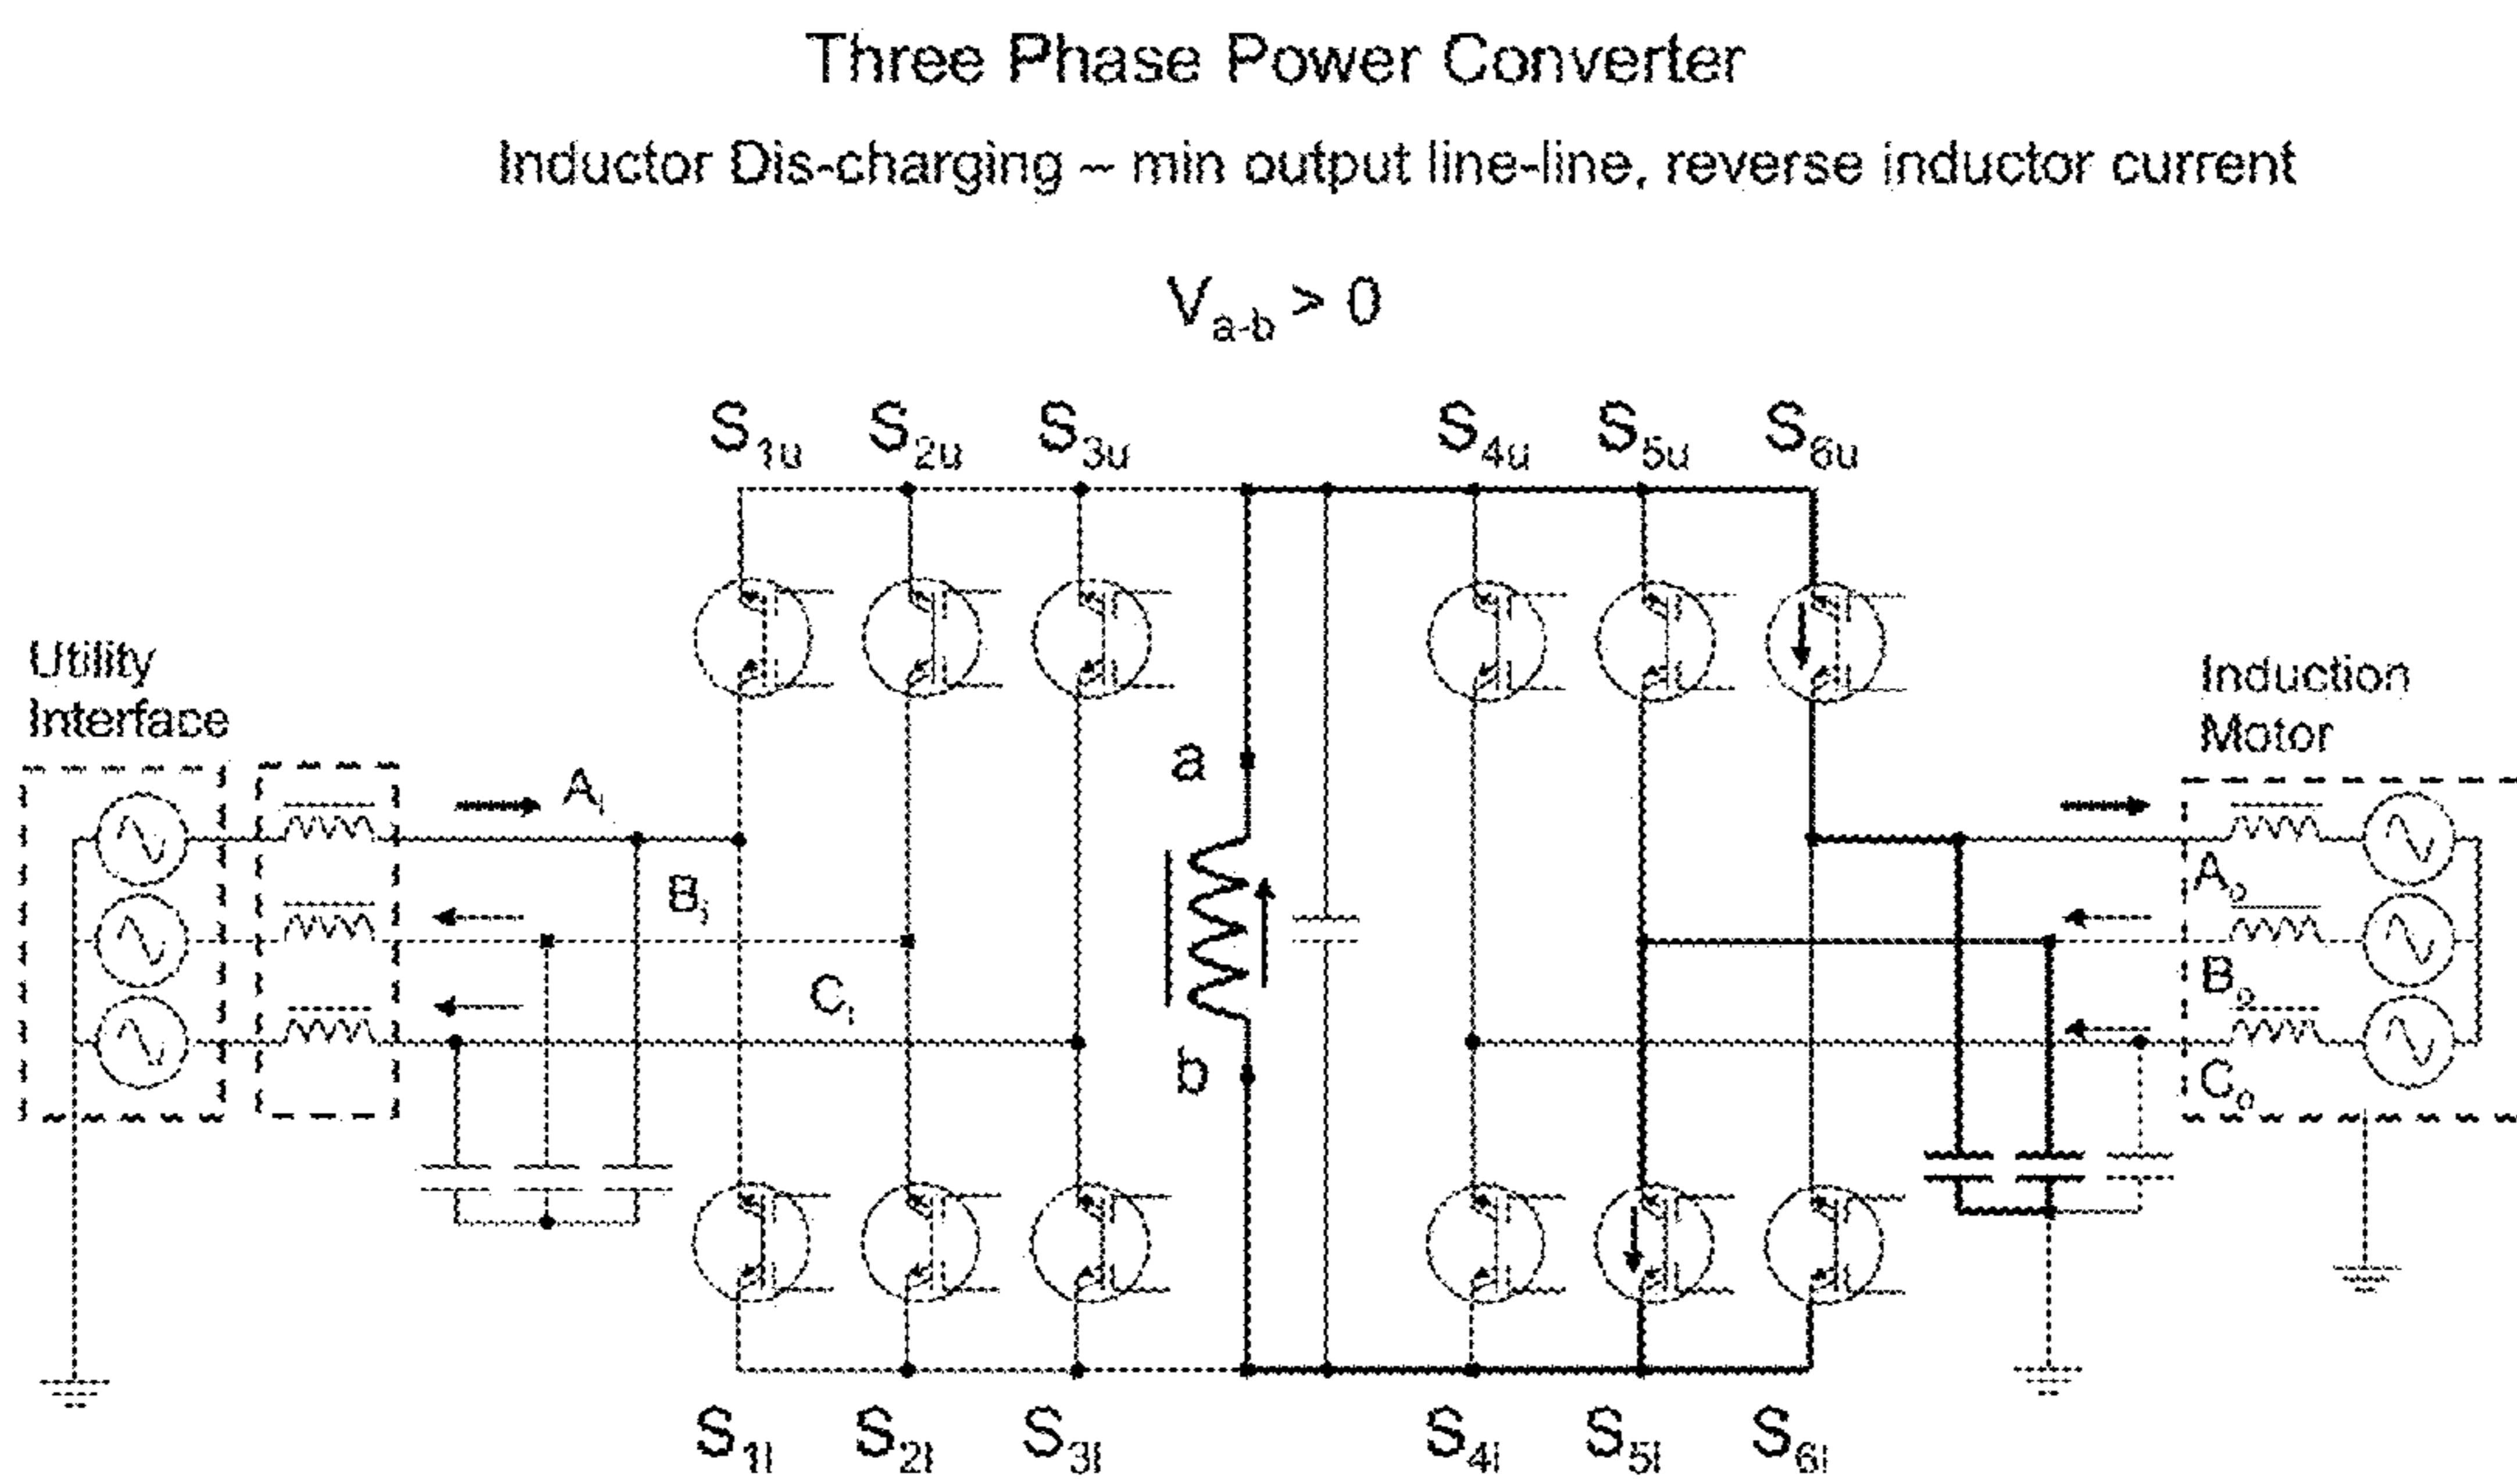 Three Phase Power Converter
Inductor Dis-charging – min output line-line, reverse inductor current
Va-b > 0
S1u S2u S3u S4u S5u S6u
Utility
Interface
Induction
Motor
Ai
Bi
Ci
a
b
Ao
Bo
Co
S1l S2l S3l S4l S5l S6l